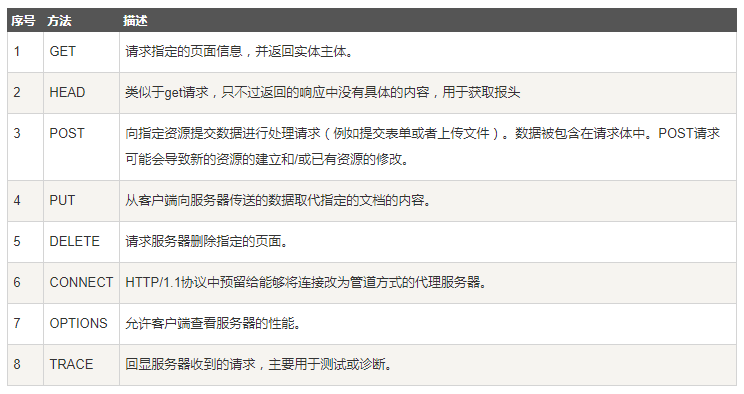 序号 方法 描述
1 GET 请求指定的页面信息，并返回实体主体。
2 HEAD 类似于get请求，只不过返回的响应中没有具体的内容，用于获取报头
3 POST 向指定资源提交数据进行处理请求（例如提交表单或者上传文件）。数据被包含在请求体中。POST请求
可能会导致新的资源的建立和/或已有资源的修改。
4 PUT 从客户端向服务器传送的数据取代指定的文档的内容。
5 DELETE 请求服务器删除指定的页面。
6 CONNECT HTTP/1.1协议中预留给能够将连接改为管道方式的代理服务器。
7 OPTIONS 允许客户端查看服务器的性能。
8 TRACE 回显服务器收到的请求，主要用于测试或诊断。